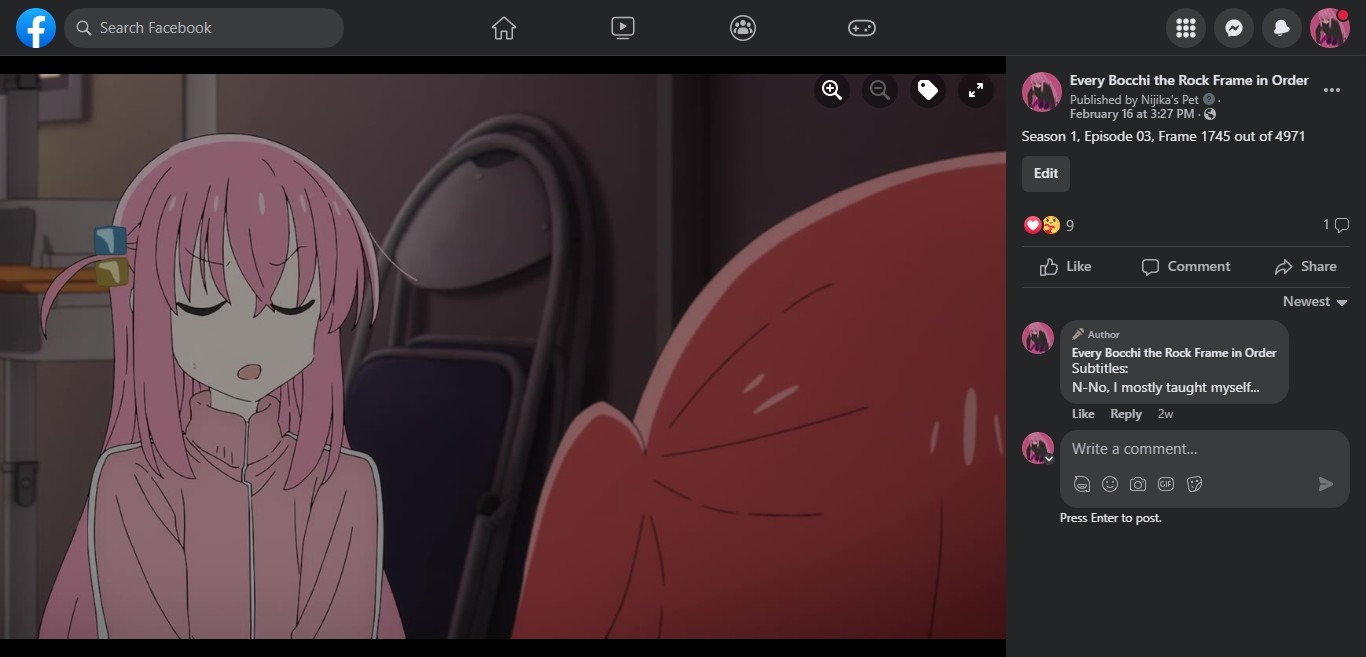 Search Facebook
Every Bocchi the Rock Frame in Order
Published by Nijika's Pet ·
February 16 at 3:27 PM ·
Season 1, Episode 03, Frame 1745 out of 4971
Edit
9
1
Like
Comment
Share
Newest
Author
Every Bocchi the Rock Frame in Order
Subtitles:
N-No, I mostly taught myself...
Like Reply 2w
Write a comment...
GIF
Press Enter to post.